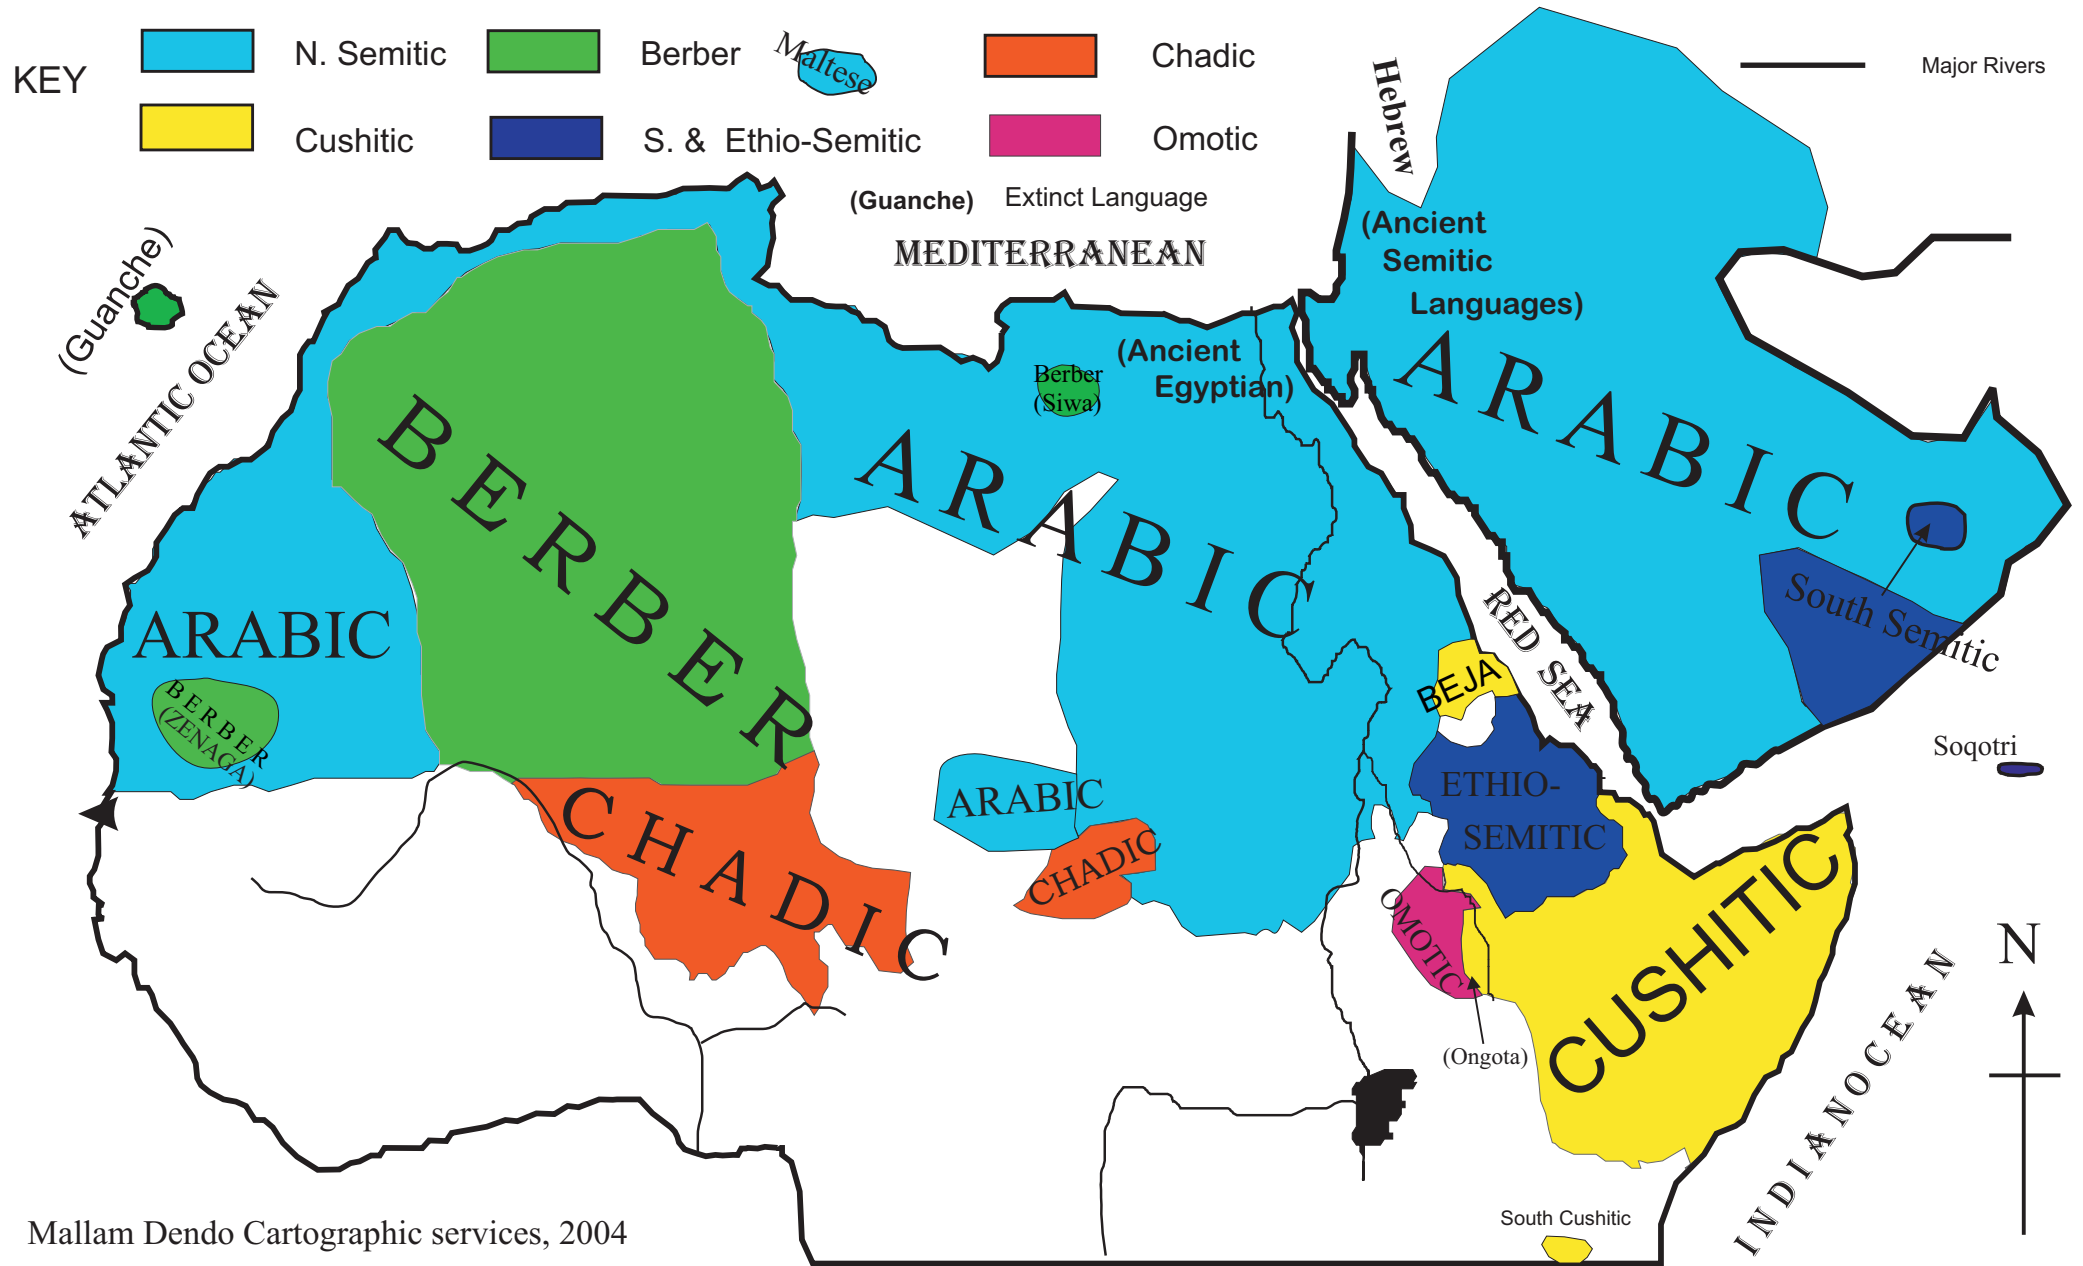 KEY
N. Semitic
Berber
Maltese
Chadic
Major Rivers
Cushitic
S. & Ethio-Semitic
Omotic
(Guanche) Extinct Language
MEDITERRANEAN
Hebrew
(Guanche)
ATLANTIC OCEAN
(Ancient
Semitic
Languages)
(Ancient
Egyptian)
Berber
(Siwa)
ARABIC
BERBER
ARABIC
ARABIC
BERBER
(ZENAGA)
RED SEA
South Semitic
BEJA
Soqotri
ETHIO-
SEMITIC
ARABIC
CHADIC
CHADIC
OMOTIC
CUSHITIC
(Ongota)
N
INDIAN OCEAN
South Cushitic
Mallam Dendo Cartographic services, 2004